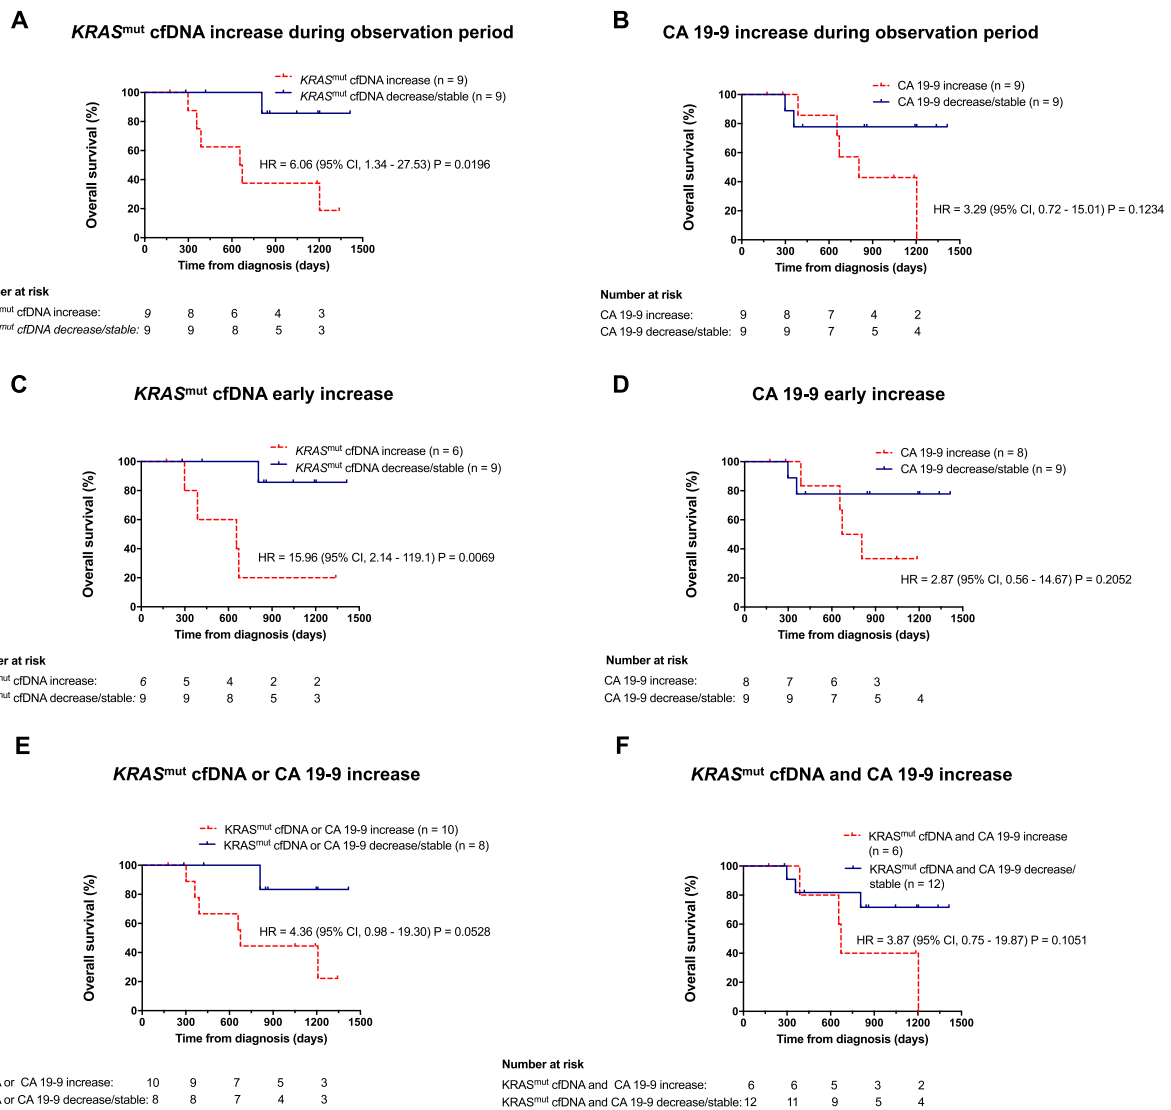 A
KRASmut cfDNA increase during observation period
KRASmut cfDNA increase (n = 9)
KRASmut cfDNA decrease/stable (n = 9)
Overall survival (%)
100
80
60
40
20
0
HR = 6.06 (95% CI, 1.34 - 27.53) P = 0.0196
0 300 600 900 1200 1500
Time from diagnosis (days)
er at risk
mut cfDNA increase: 9 8 6 4 3
mut cfDNA decrease/stable: 9 9 8 5 3
B
CA 19-9 increase during observation period
CA 19-9 increase (n = 9)
CA 19-9 decrease/stable (n = 9)
Overall survival (%)
100
80
60
40
20
0
HR = 3.29 (95% CI, 0.72 - 15.01) P = 0.1234
0 300 600 900 1200 1500
Time from diagnosis (days)
Number at risk
CA 19-9 increase: 9 8 7 4 2
CA 19-9 decrease/stable: 9 9 7 5 4
C
KRASmut cfDNA early increase
KRASmut cfDNA increase (n = 6)
KRASmut cfDNA decrease/stable (n = 9)
Overall survival (%)
100
80
60
40
20
0
HR = 15.96 (95% CI, 2.14 - 119.1) P = 0.0069
0 300 600 900 1200 1500
Time from diagnosis (days)
er at risk
mut cfDNA increase: 6 5 4 2 2
mut cfDNA decrease/stable: 9 9 8 5 3
D
CA 19-9 early increase
CA 19-9 increase (n = 8)
CA 19-9 decrease/stable (n = 9)
Overall survival (%)
100
80
60
40
20
0
HR = 2.87 (95% CI, 0.56 - 14.67) P = 0.2052
0 300 600 900 1200 1500
Time from diagnosis (days)
Number at risk
CA 19-9 increase: 8 7 6 3
CA 19-9 decrease/stable: 9 9 7 5 4
E
KRASmut cfDNA or CA 19-9 increase
KRASmut cfDNA or CA 19-9 increase (n = 10)
KRASmut cfDNA or CA 19-9 decrease/stable (n = 8)
Overall survival (%)
100
80
60
40
20
0
HR = 4.36 (95% CI, 0.98 - 19.30) P = 0.0528
0 300 600 900 1200 1500
Time from diagnosis (days)
A or CA 19-9 increase: 10 9 7 5 3
A or CA 19-9 decrease/stable: 8 8 7 4 3
F
KRASmut cfDNA and CA 19-9 increase
KRASmut cfDNA and CA 19-9 increase
(n = 6)
KRASmut cfDNA and CA 19-9 decrease/
stable (n = 12)
Overall survival (%)
100
80
60
40
20
0
HR = 3.87 (95% CI, 0.75 - 19.87) P = 0.1051
0 300 600 900 1200 1500
Time from diagnosis (days)
Number at risk
KRASmut cfDNA and CA 19-9 increase: 6 6 5 3 2
KRASmut cfDNA and CA 19-9 decrease/stable: 12 11 9 5 4